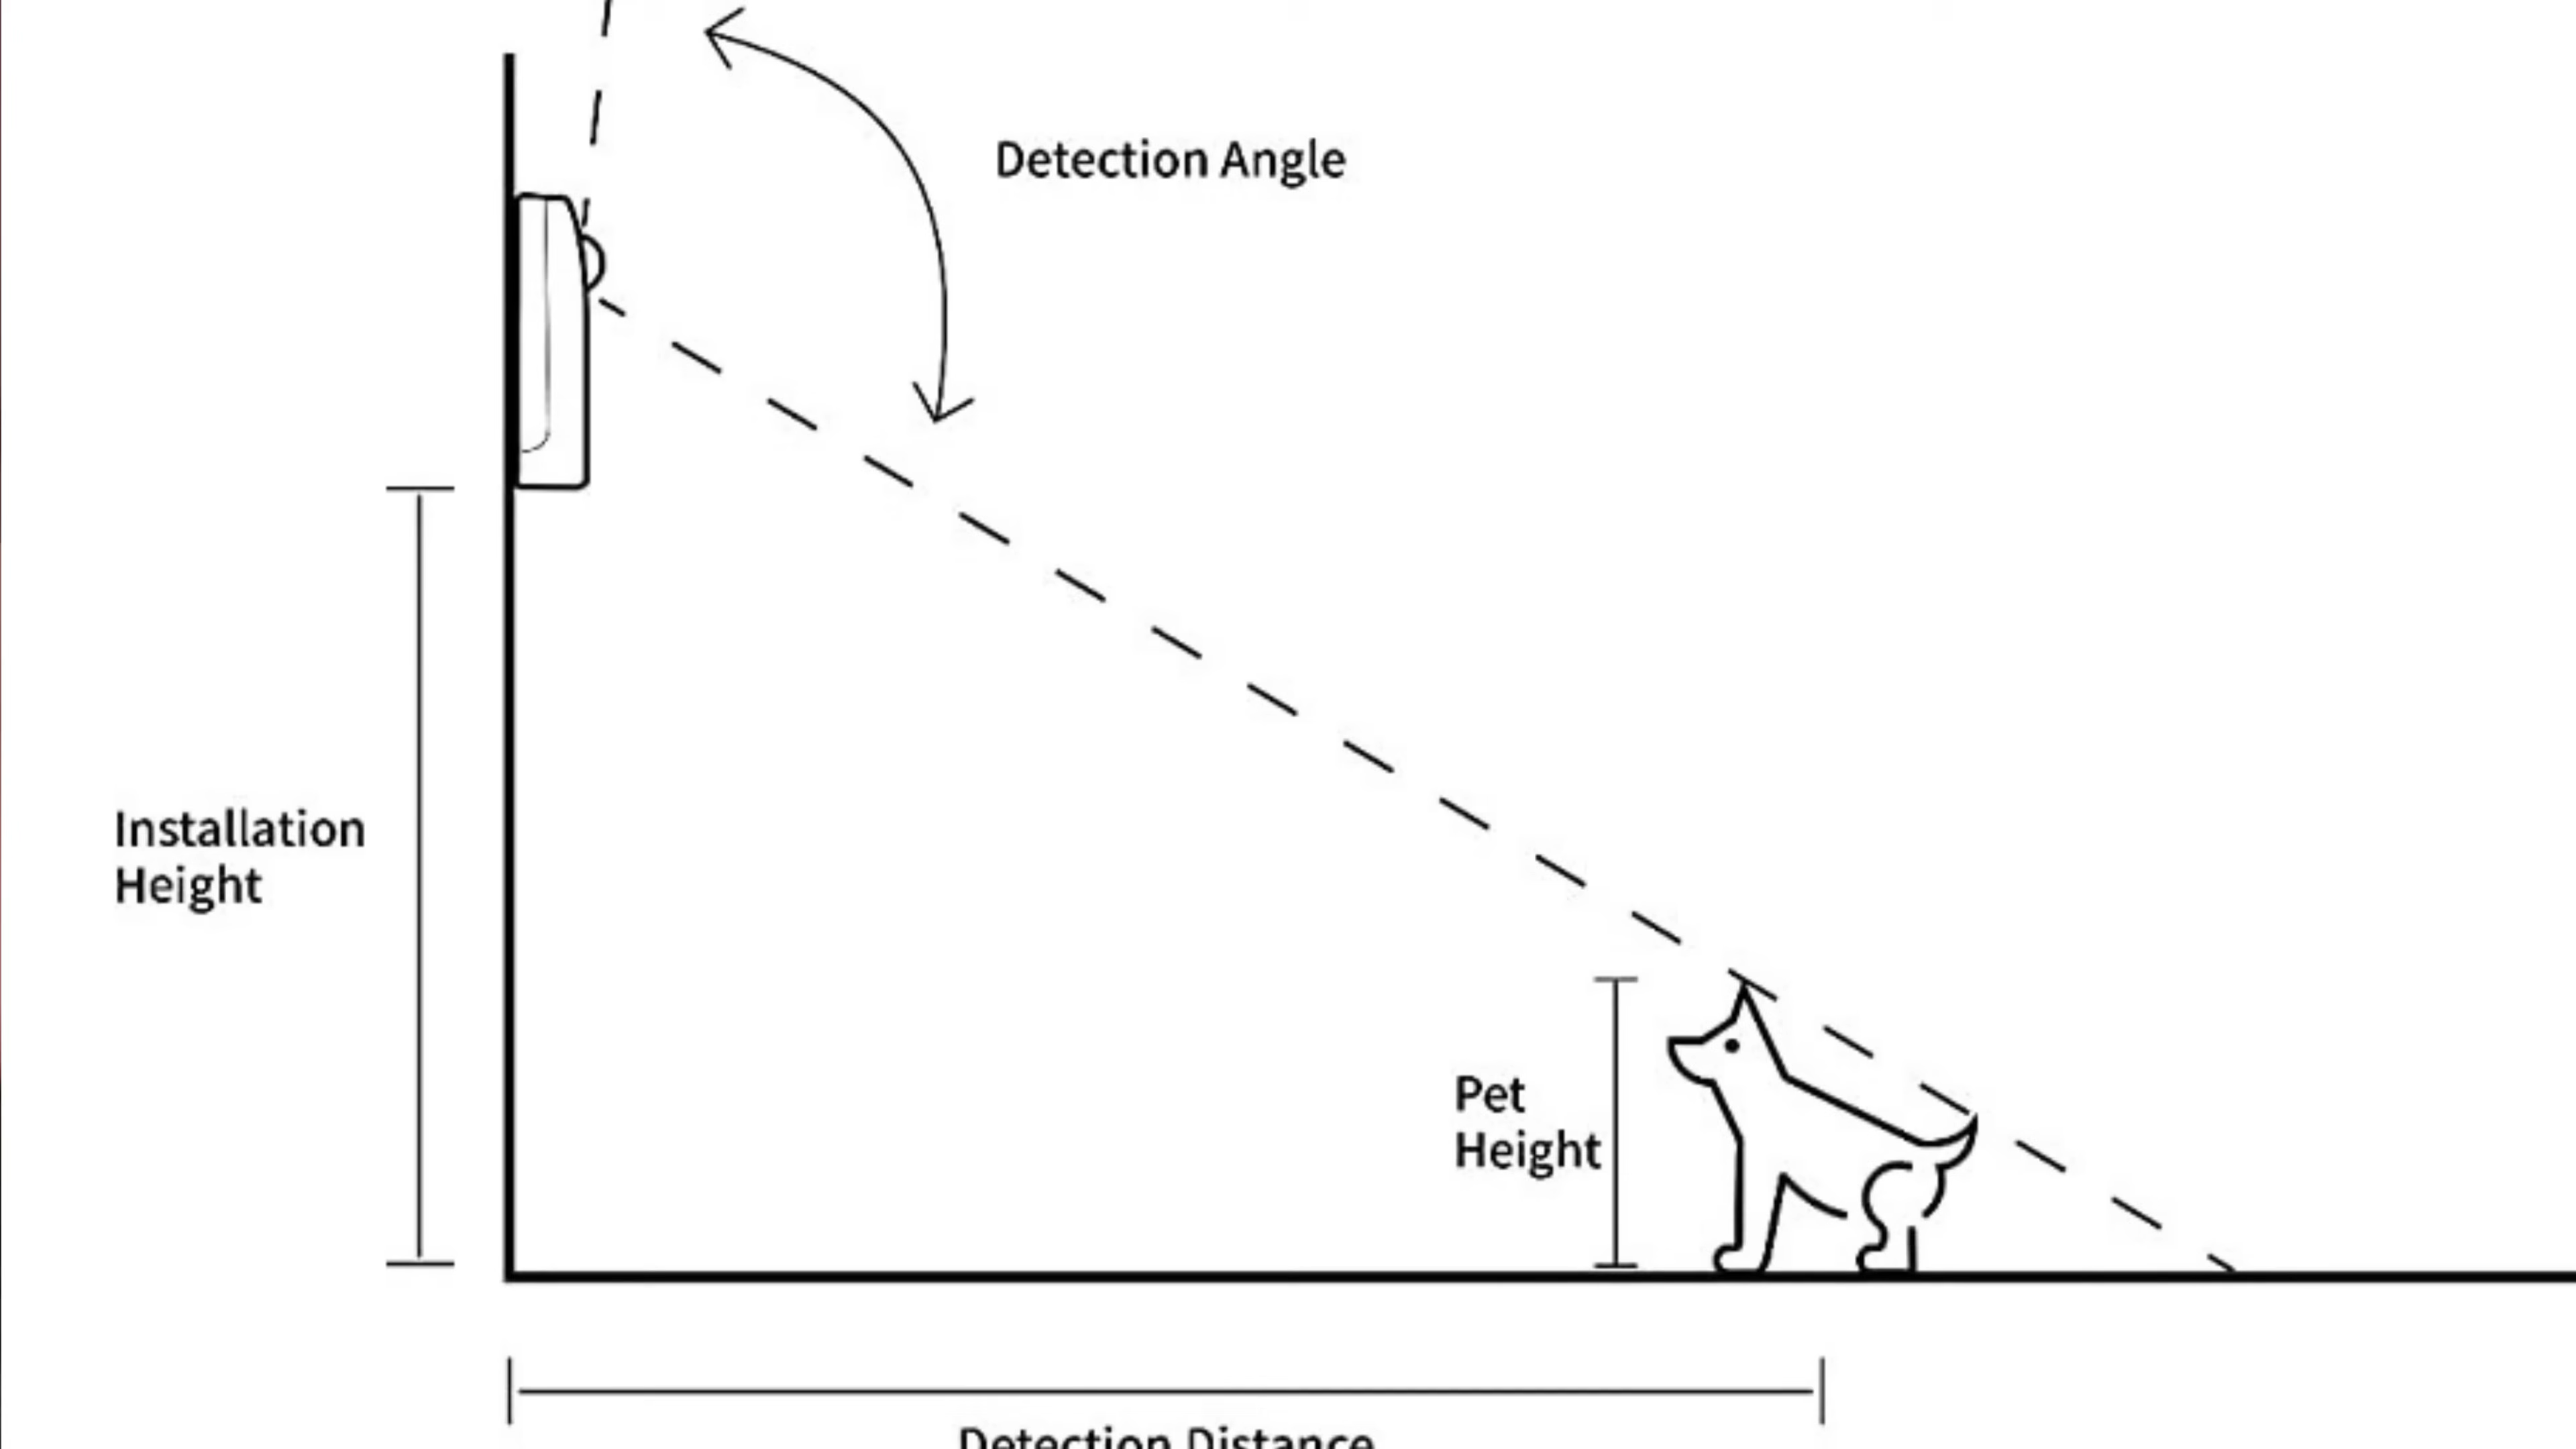 Detection Angle
Installation
Height
Pet
Height
Detection Distance